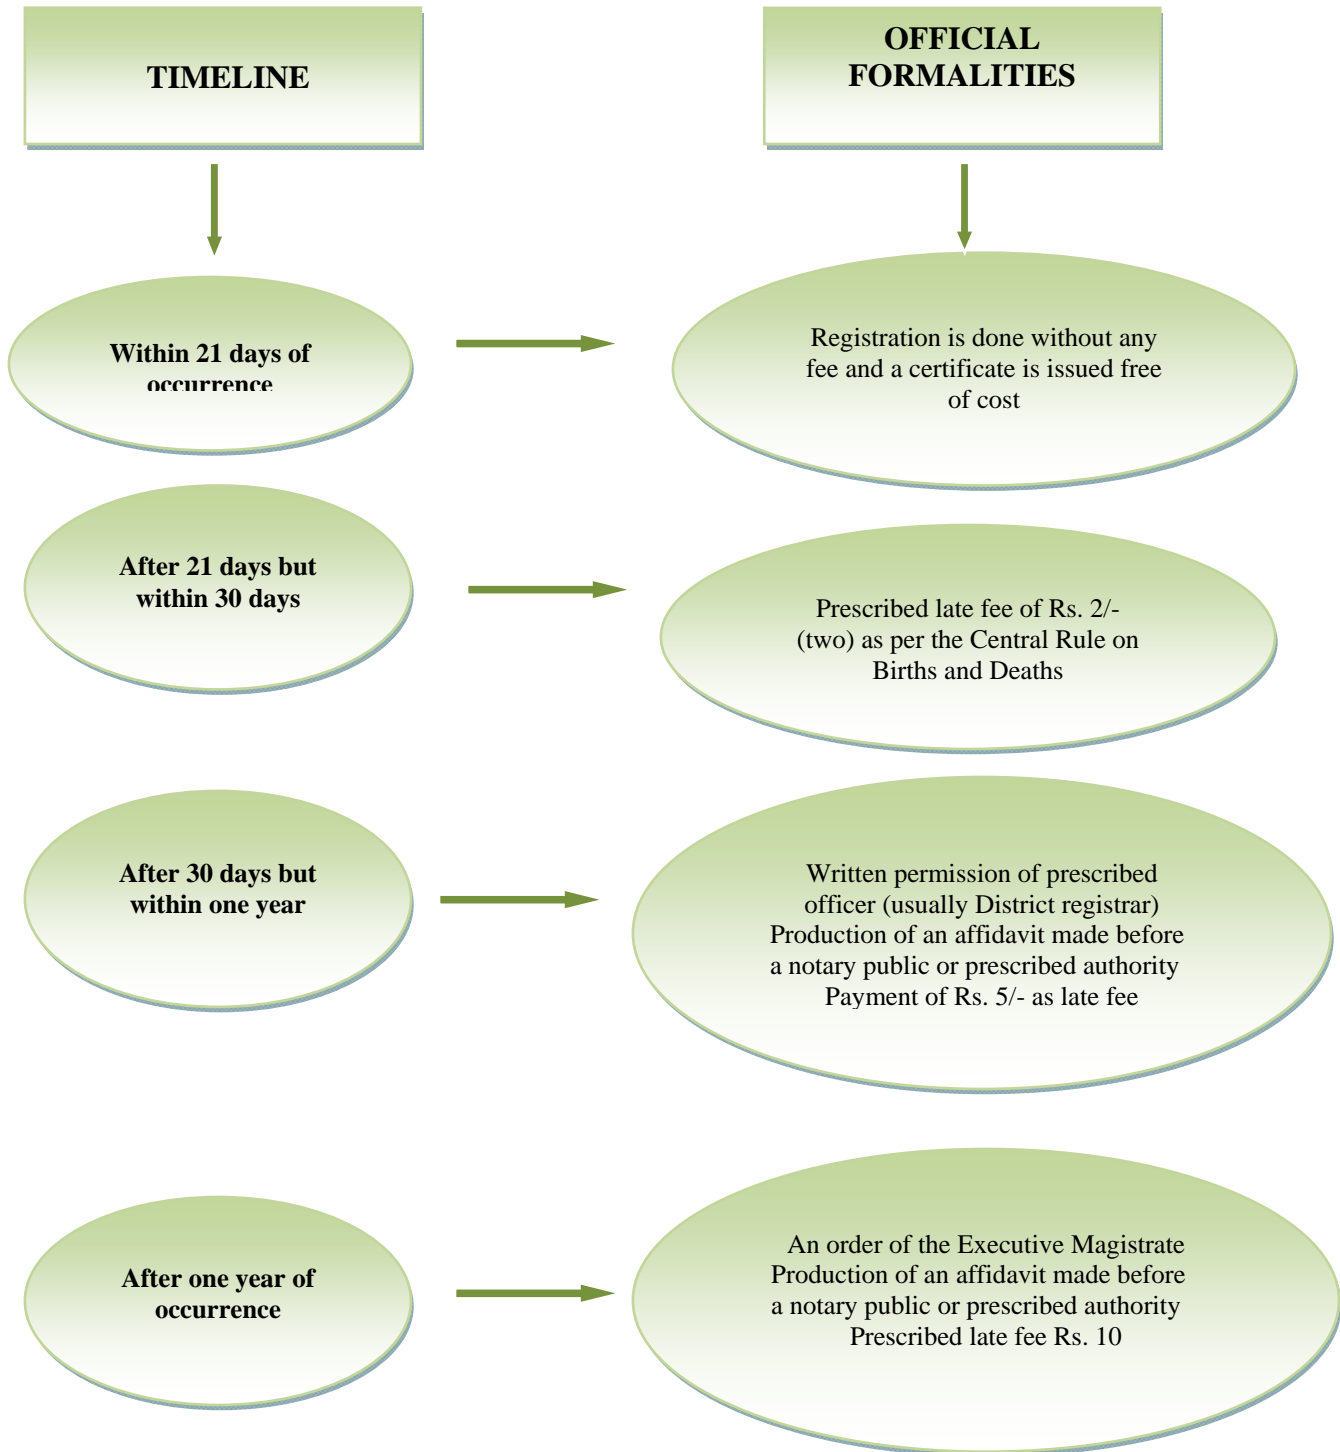 TIMELINE
OFFICIAL
FORMALITIES
Within 21 days of
occurrence
Registration is done without any
fee and a certificate is issued free
of cost
After 21 days but
within 30 days
Prescribed late fee of Rs. 2/-
(two) as per the Central Rule on
Births and Deaths
After 30 days but
within one year
Written permission of prescribed
officer (usually District registrar)
Production of an affidavit made before
a notary public or prescribed authority
Payment of Rs. 5/- as late fee
After one year of
occurrence
An order of the Executive Magistrate
Production of an affidavit made before
a notary public or prescribed authority
Prescribed late fee Rs. 10